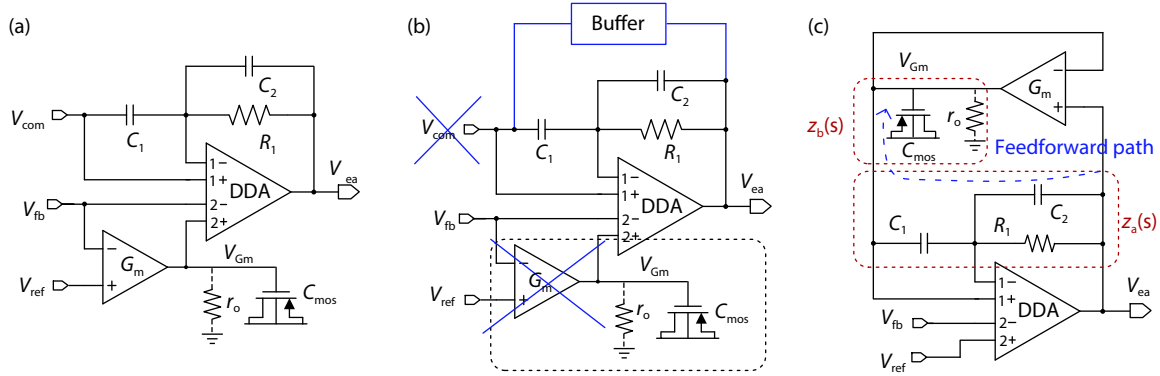 (a)
C2
Vcom
C1
R1
1−
1+
DDA
2−
2+
Vea
Vfb
−
Gm
+
VGm
Vref
ro
Cmos
(b)
Buffer
C2
Vcom
C1
R1
1−
1+
DDA
2−
2+
Vea
Vfb
−
Gm
+
VGm
Vref
ro
Cmos
(c)
VGm
−
Gm
+
zb(s)
ro
Cmos
Feedforward path
C2
C1
R1
za(s)
1−
1+
DDA
2−
2+
Vea
Vfb
Vref